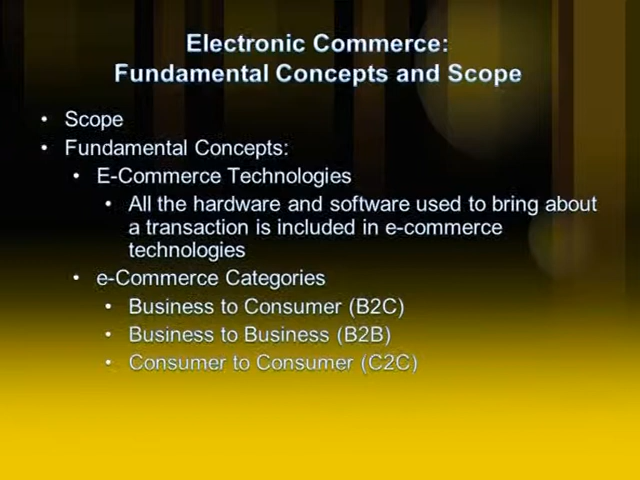 Electronic Commerce:
Fundamental Concepts and Scope
• Scope
• Fundamental Concepts:
• E-Commerce Technologies
• All the hardware and software used to bring about
a transaction is included in e-commerce
technologies
• e-Commerce Categories
• Business to Consumer (B2C)
• Business to Business (B2B)
• Consumer to Consumer (C2C)